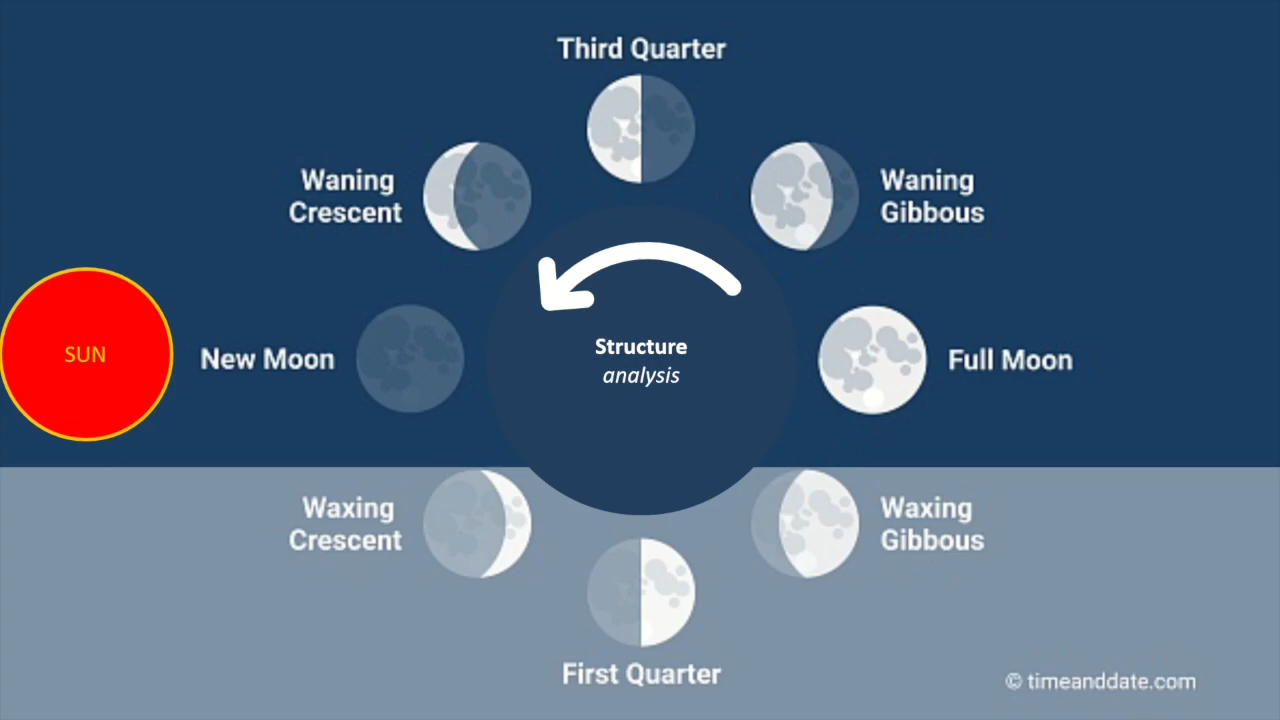 Third Quarter
Waning
Crescent
Waning
Gibbous
SUN
New Moon
Structure
analysis
Full Moon
Waxing
Crescent
Waxing
Gibbous
First Quarter
© timeanddate.com